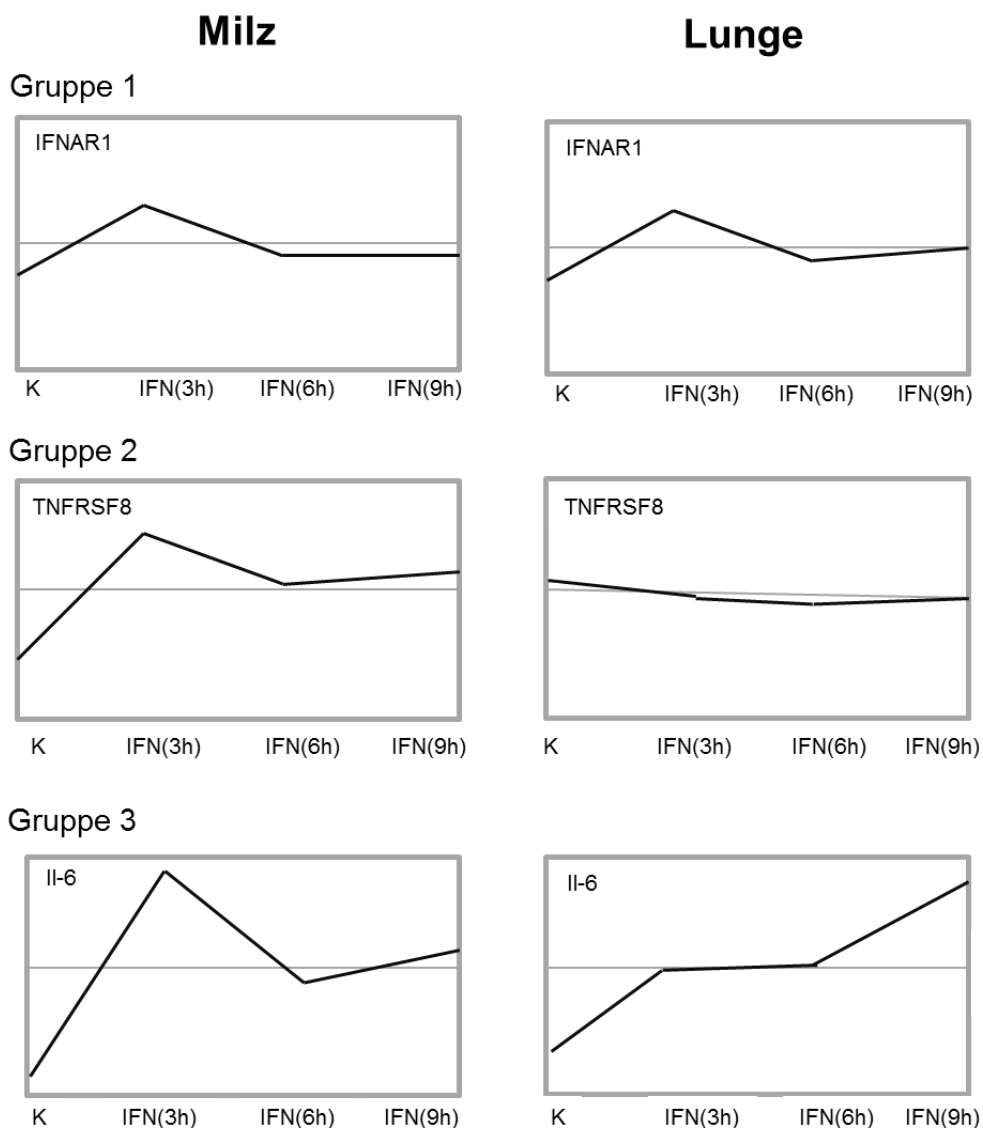 Milz
Lunge
Gruppe 1
IFNAR1
IFNAR1
K IFN(3h) IFN(6h) IFN(9h)
K IFN(3h) IFN(6h) IFN(9h)
Gruppe 2
TNFRSF8
TNFRSF8
K IFN(3h) IFN(6h) IFN(9h)
K IFN(3h) IFN(6h) IFN(9h)
Gruppe 3
Il-6
Il-6
K IFN(3h) IFN(6h) IFN(9h)
K IFN(3h) IFN(6h) IFN(9h)